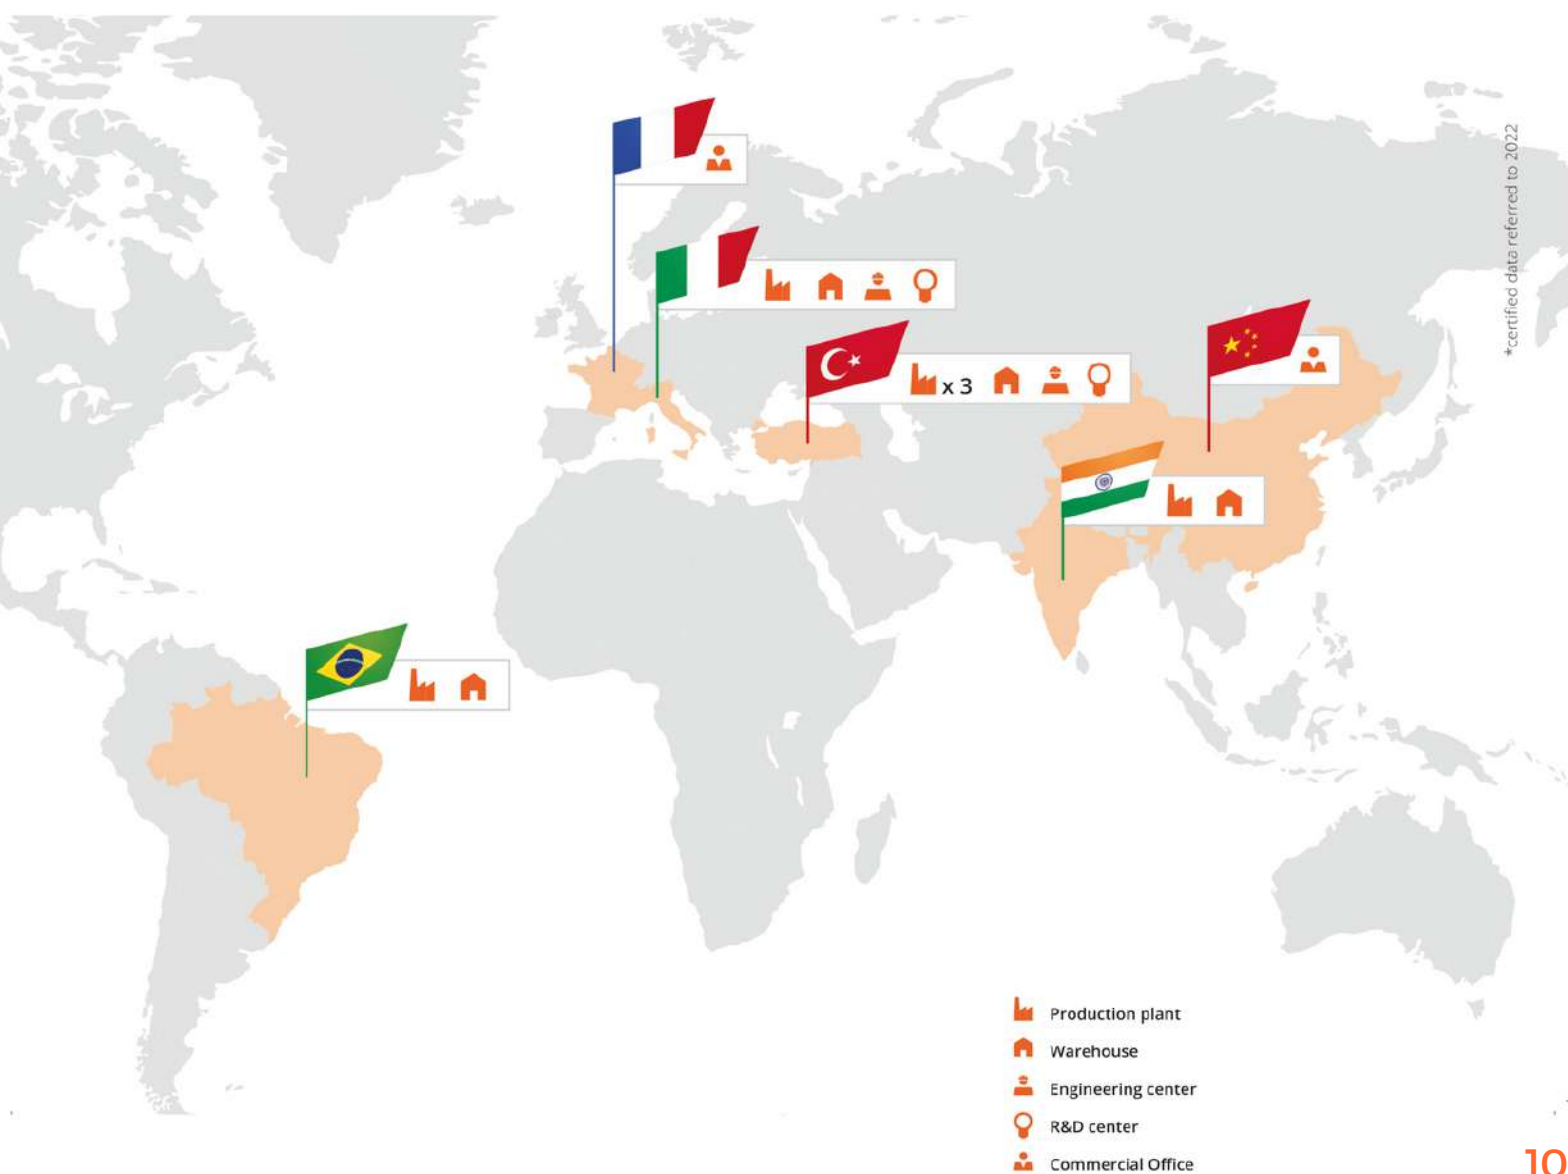 *certified data referred to 2022
x 3
Production plant
Warehouse
Engineering center
R&D center
Commercial Office
10